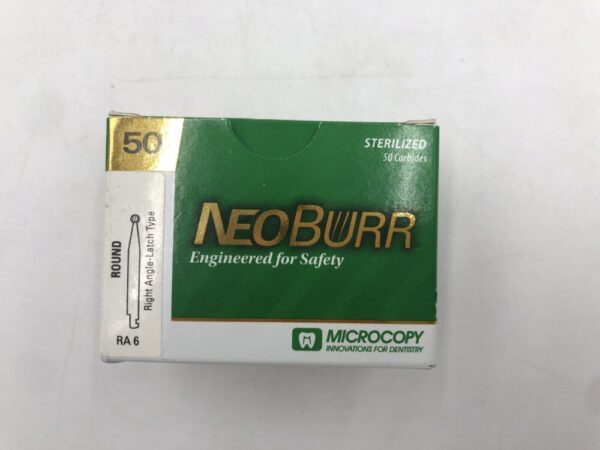 50
STERILIZED
50 Carbides
NEOBURR
Engineered for Safety
ROUND
Right Angle-Latch Type
RA 6
MICROCOPY
INNOVATIONS FOR DENTISTRY